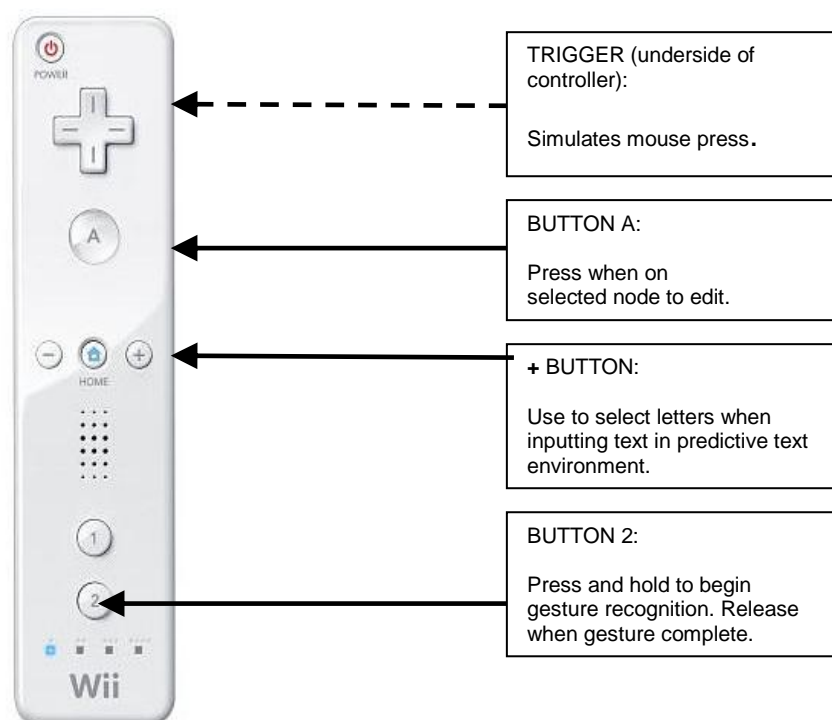 POWER
TRIGGER (underside of
controller):
Simulates mouse press.
A
BUTTON A:
Press when on
selected node to edit.
HOME
+ BUTTON:
Use to select letters when
inputting text in predictive text
environment.
1
2
BUTTON 2:
Press and hold to begin
gesture recognition. Release
when gesture complete.
Wii